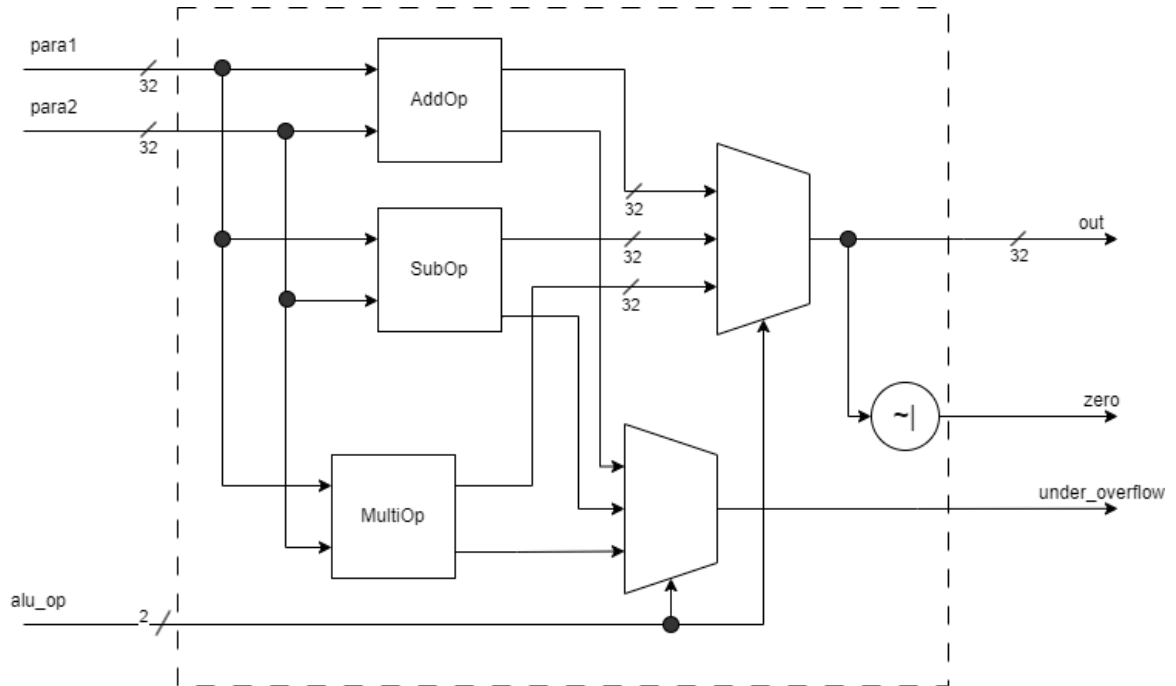 para1
32
AddOp
para2
32
32
out
SubOp
32
32
32
zero
~|
under_overflow
MultiOp
alu_op
2